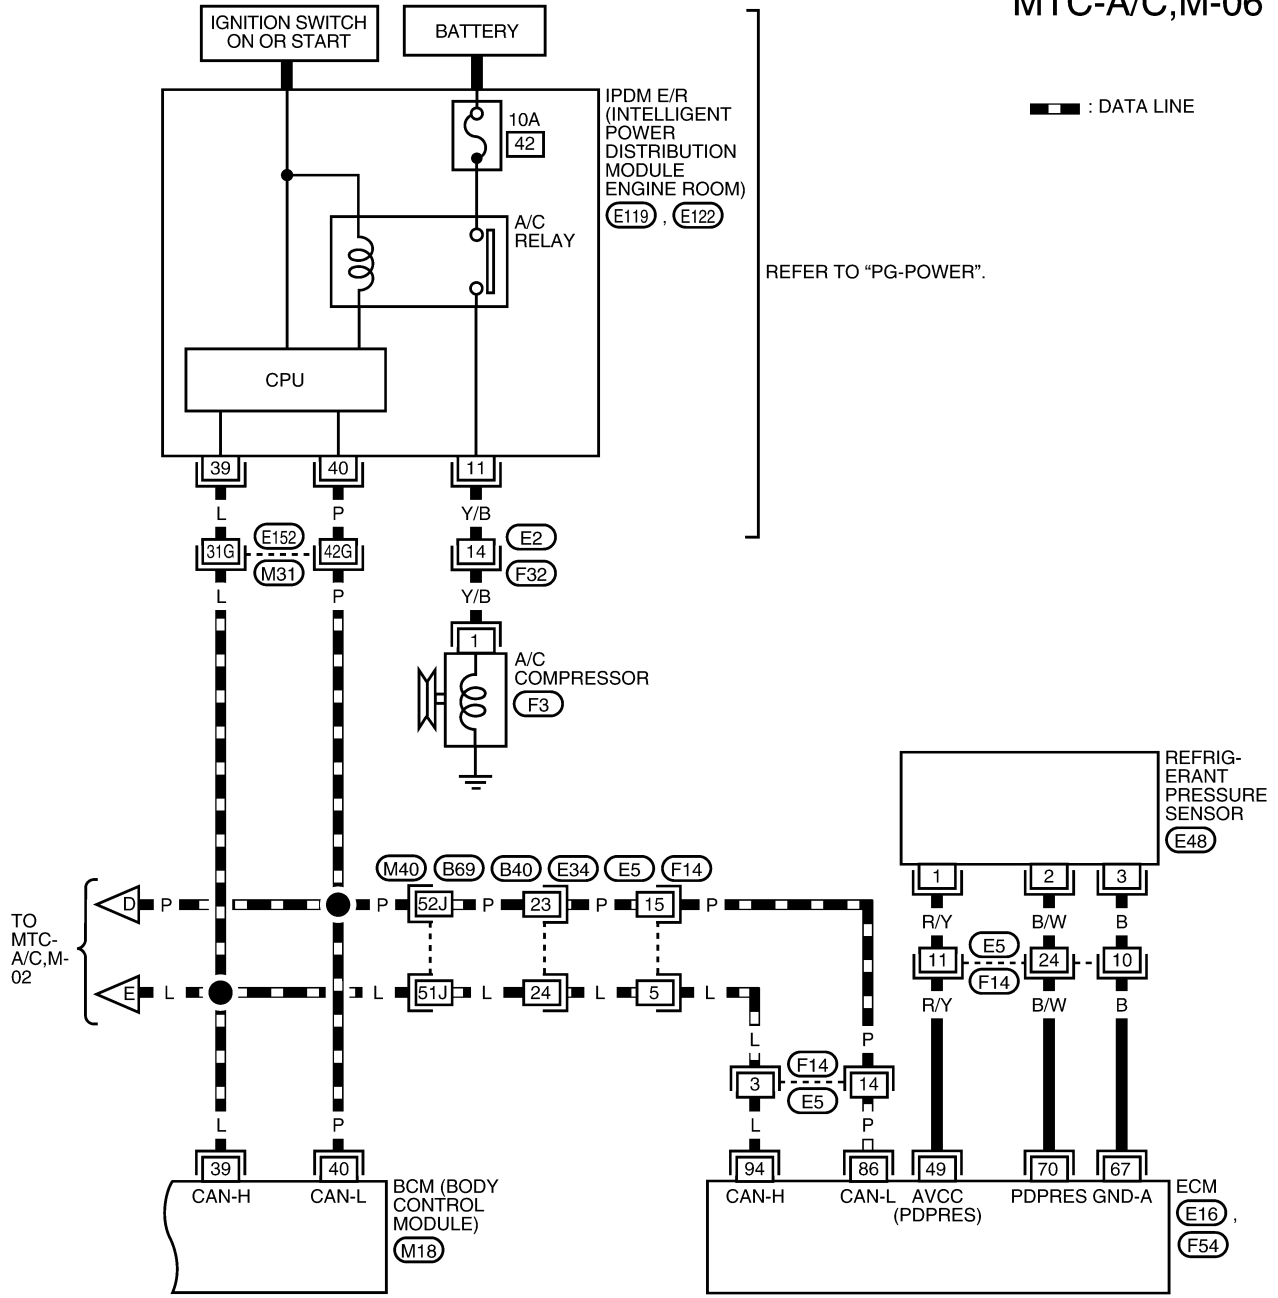 MTC-A/C,M-06
IGNITION SWITCH
ON OR START
BATTERY
: DATA LINE
IPDM E/R
(INTELLIGENT
POWER
DISTRIBUTION
MODULE
ENGINE ROOM)
E119 , E122
10A
42
A/C
RELAY
REFER TO “PG-POWER”.
CPU
39 40 11
L P Y/B
31G E152 42G 14 E2
M31 F32
L P Y/B
1
A/C
COMPRESSOR
F3
REFRIG-
ERANT
PRESSURE
SENSOR
E48
1 2 3
R/Y B/W B
11 E5 24 10
F14
R/Y B/W B
M40 B69 B40 E34 E5 F14
TO
MTC-
A/C,M-
02
D P P 52J P 23 P 15 P
E L L 51J L 24 L 5 L
L P
3 F14 14
E5
L P L P
39 40 94 86 49 70 67
CAN-H CAN-L
BCM (BODY
CONTROL
MODULE)
M18
CAN-H CAN-L AVCC
(PDPRES)
PDPRES GND-A
ECM
E16 ,
F54